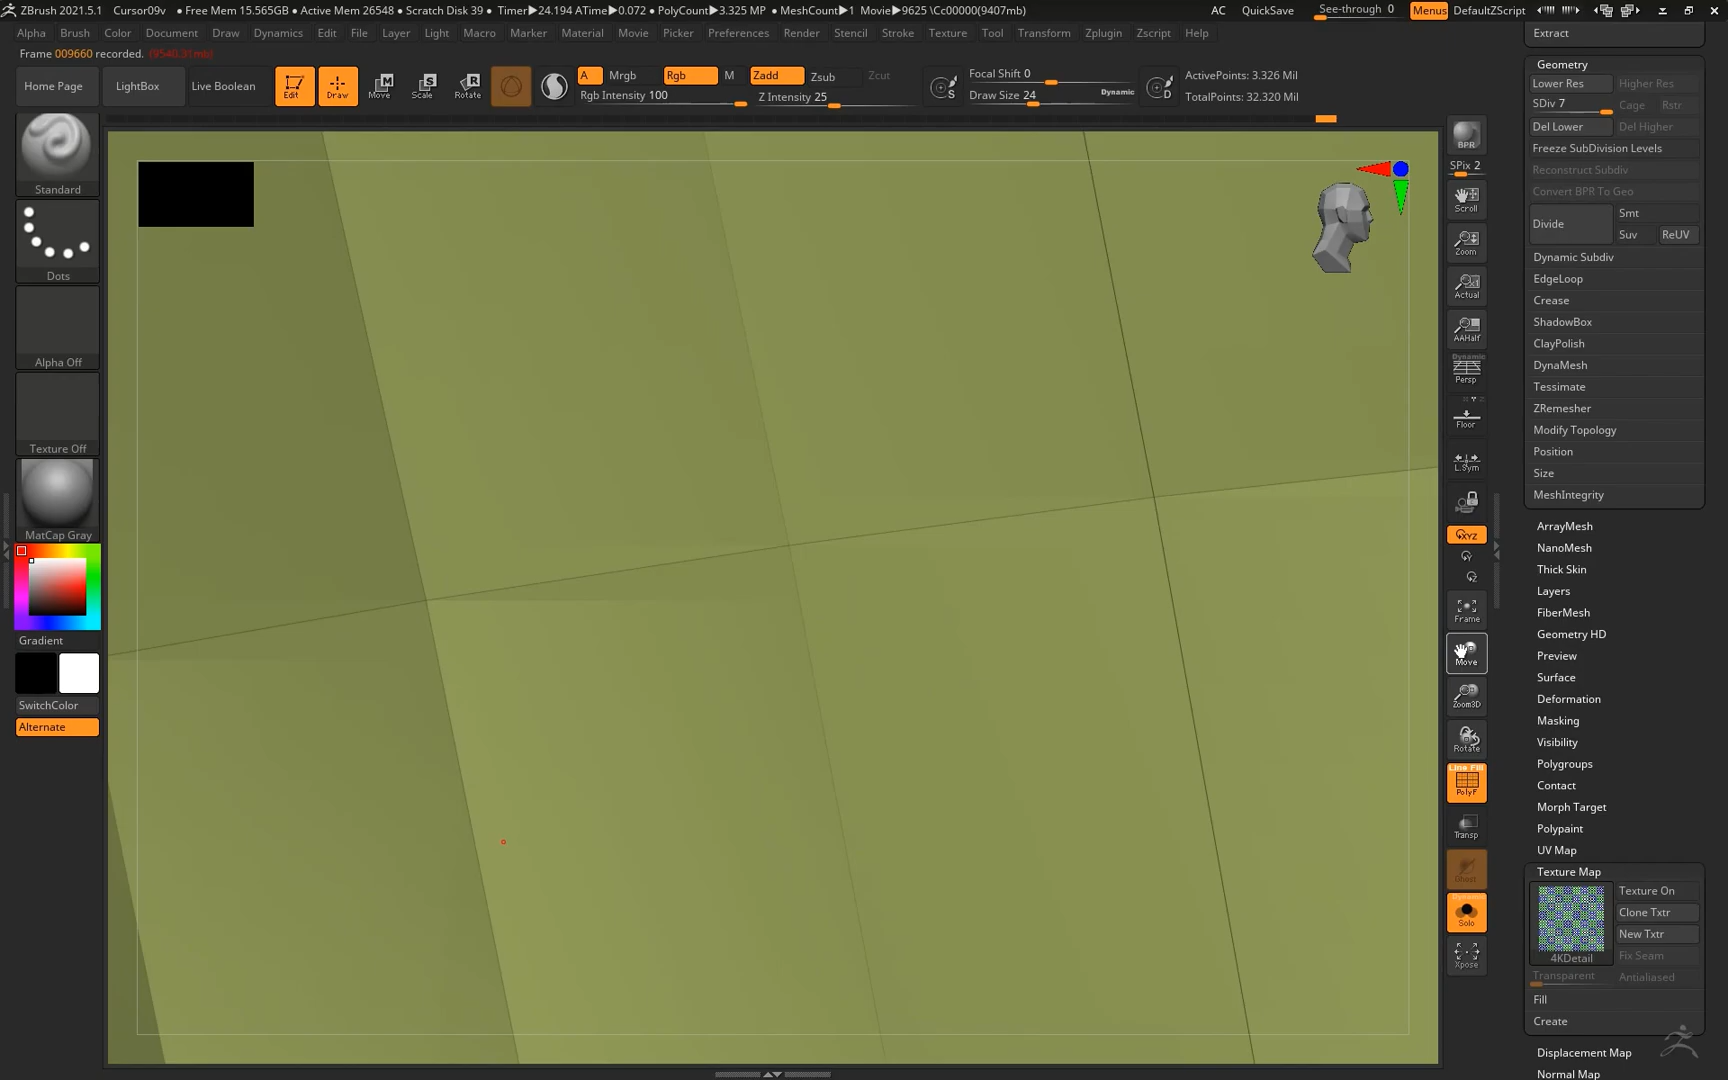 ZBrush 2021.5.1 Cursor09v • Free Mem 15.565GB • Active Mem 26548 • Scratch Disk 39 • Timer▶24.194 ATime▶0.072 • PolyCount▶3.325 MP • MeshCount▶1 Movie▶9625 \Cc00000(9407mb) AC QuickSave See-through 0 Menus DefaultZScript
Alpha Brush Color Document Draw Dynamics Edit File Layer Light Macro Marker Material Movie Picker Preferences Render Stencil Stroke Texture Tool Transform Zplugin Zscript Help
Frame 009660 recorded. (9540.31mb)
Home Page LightBox Live Boolean Edit Draw Move Scale Rotate
A Mrgb Rgb M Zadd Zsub Zcut
Rgb Intensity 100 Z Intensity 25
S Focal Shift 0
Draw Size 24 Dynamic D
ActivePoints: 3.326 Mil
TotalPoints: 32.320 Mil
Standard
Dots
Alpha Off
Texture Off
MatCap Gray
Gradient
SwitchColor
Alternate
BPR
SPix 2
Scroll
Zoom
Actual
AAHalf
Dynamic
Persp
Floor
L.Sym
XYZ
Y
Z
Frame
Move
Zoom3D
Rotate
Line Fill
PolyF
Transp
Ghost
Dynamic
Solo
Xpose
Extract
Geometry
Lower Res Higher Res
SDiv 7 Cage Rstr
Del Lower Del Higher
Freeze SubDivision Levels
Reconstruct Subdiv
Convert BPR To Geo
Divide Smt
Suv ReUV
Dynamic Subdiv
EdgeLoop
Crease
ShadowBox
ClayPolish
DynaMesh
Tessimate
ZRemesher
Modify Topology
Position
Size
MeshIntegrity
ArrayMesh
NanoMesh
Thick Skin
Layers
FiberMesh
Geometry HD
Preview
Surface
Deformation
Masking
Visibility
Polygroups
Contact
Morph Target
Polypaint
UV Map
Texture Map
Texture On
Clone Txtr
New Txtr
4KDetail Fix Seam
Transparent Antialiased
Fill
Create
Displacement Map
Normal Map